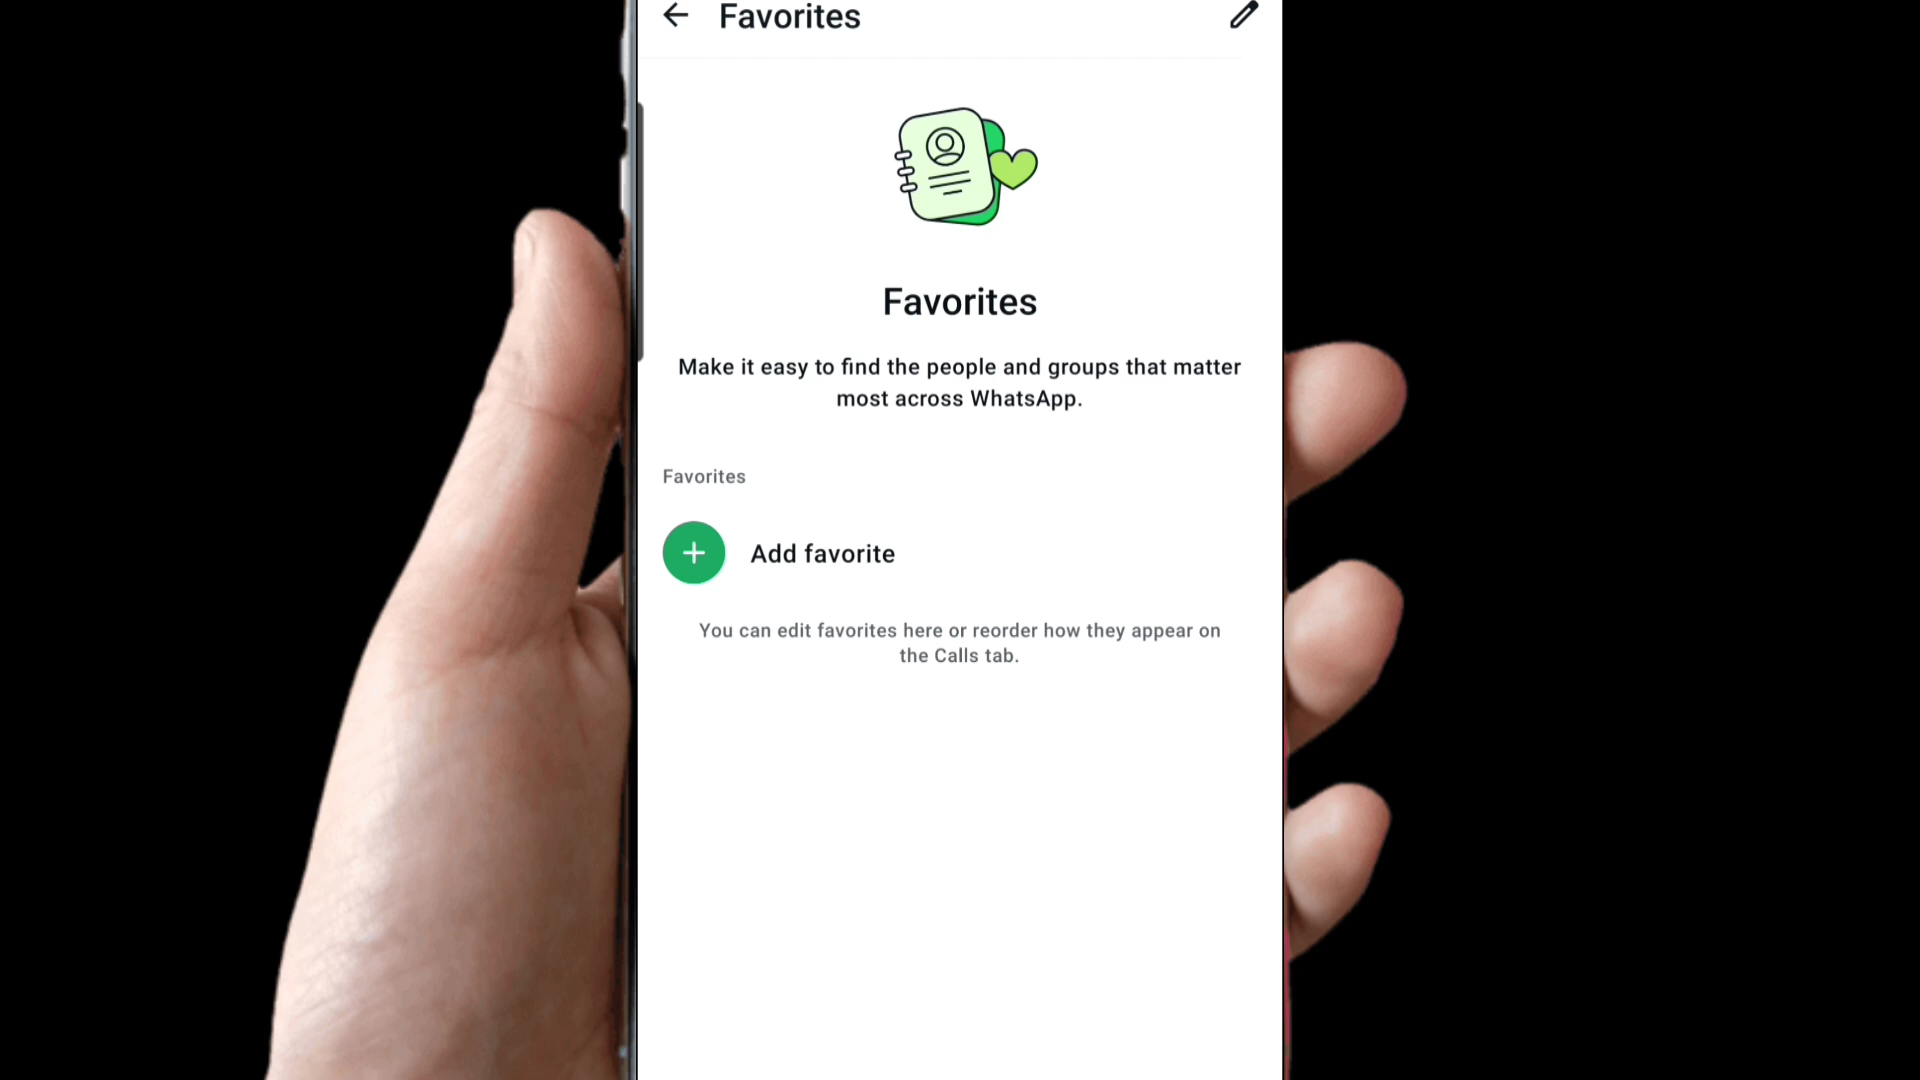 Favorites
Favorites
Make it easy to find the people and groups that matter
most across WhatsApp.
Favorites
Add favorite
You can edit favorites here or reorder how they appear on
the Calls tab.